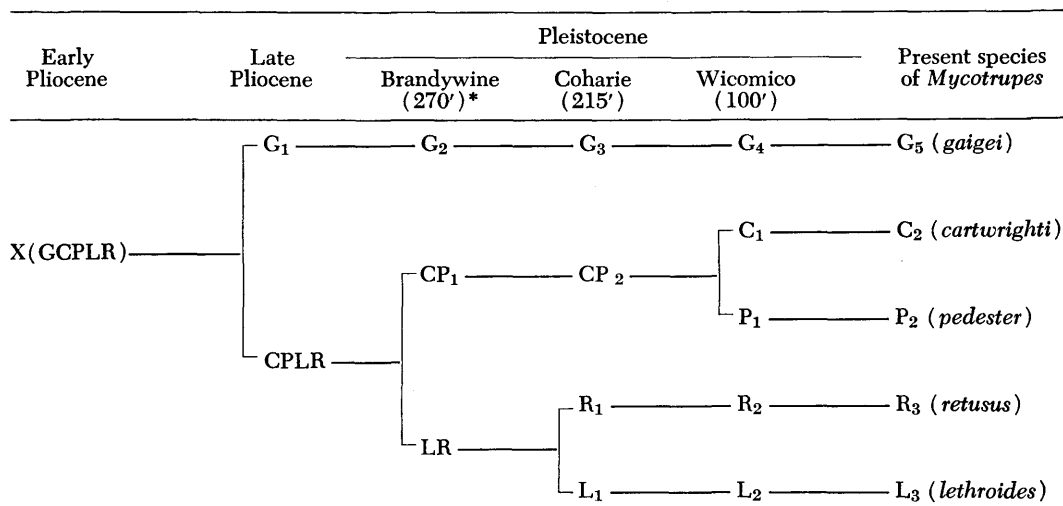 Pleistocene
Early Pliocene
Late Pliocene
Brandywine (270′)*
Coharie (215′)
Wicomico (100′)
Present species of Mycotrupes
G₁ G₂ G₃ G₄ G₅ (gaigei)
C₁ C₂ (cartwrighti)
X(GCPLR)
CP₁ CP₂
P₁ P₂ (pedester)
CPLR
R₁ R₂ R₃ (retusus)
LR
L₁ L₂ L₃ (lethroides)